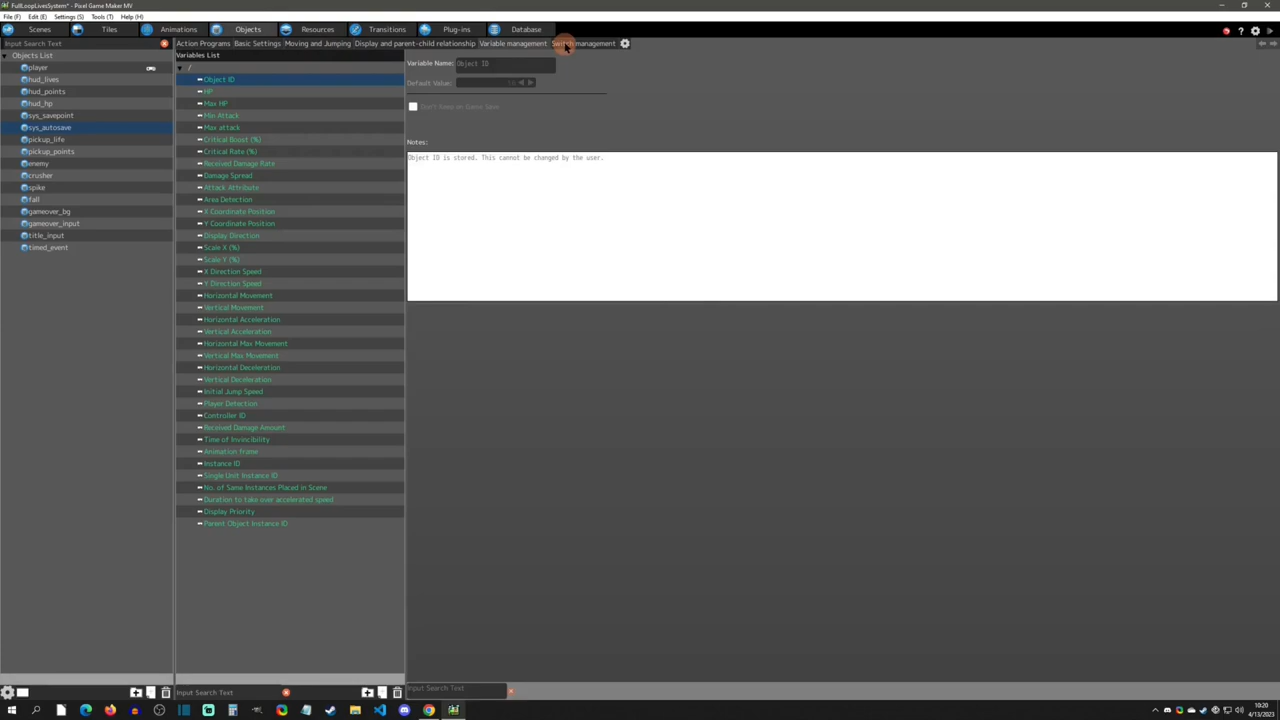 FullLoopLivesSystem* - Pixel Game Maker MV
File (F) Edit (E) Settings (S) Tools (T) Help (H)
Scenes Tiles Animations Objects Resources Transitions Plug-ins Database
Input Search Text Action Programs Basic Settings Moving and Jumping Display and parent-child relationship Variable management Switch management
Objects List
player
hud_lives
hud_points
hud_hp
sys_savepoint
sys_autosave
pickup_life
pickup_points
enemy
crusher
spike
fall
gameover_bg
gameover_input
title_input
timed_event
Variables List
/
Object ID
HP
Max HP
Min Attack
Max attack
Critical Boost (%)
Critical Rate (%)
Received Damage Rate
Damage Spread
Attack Attribute
Area Detection
X Coordinate Position
Y Coordinate Position
Display Direction
Scale X (%)
Scale Y (%)
X Direction Speed
Y Direction Speed
Horizontal Movement
Vertical Movement
Horizontal Acceleration
Vertical Acceleration
Horizontal Max Movement
Vertical Max Movement
Horizontal Deceleration
Vertical Deceleration
Initial Jump Speed
Player Detection
Controller ID
Received Damage Amount
Time of Invincibility
Animation frame
Instance ID
Single Unit Instance ID
No. of Same Instances Placed in Scene
Duration to take over accelerated speed
Display Priority
Parent Object Instance ID
Variable Name: Object ID
Default Value:
Don't Keep on Game Save
Notes:
Object ID is stored. This cannot be changed by the user.
Input Search Text
Input Search Text
10:20
4/13/2023